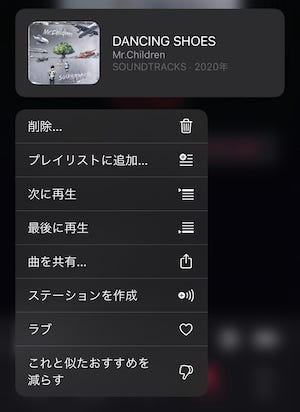 DANCING SHOES
Mr.Children
SOUNDTRACKS · 2020年
Mr.Children
SOUNDTRACKS
削除...
プレイリストに追加...
次に再生
最後に再生
曲を共有...
ステーションを作成
ラブ
これと似たおすすめを
減らす